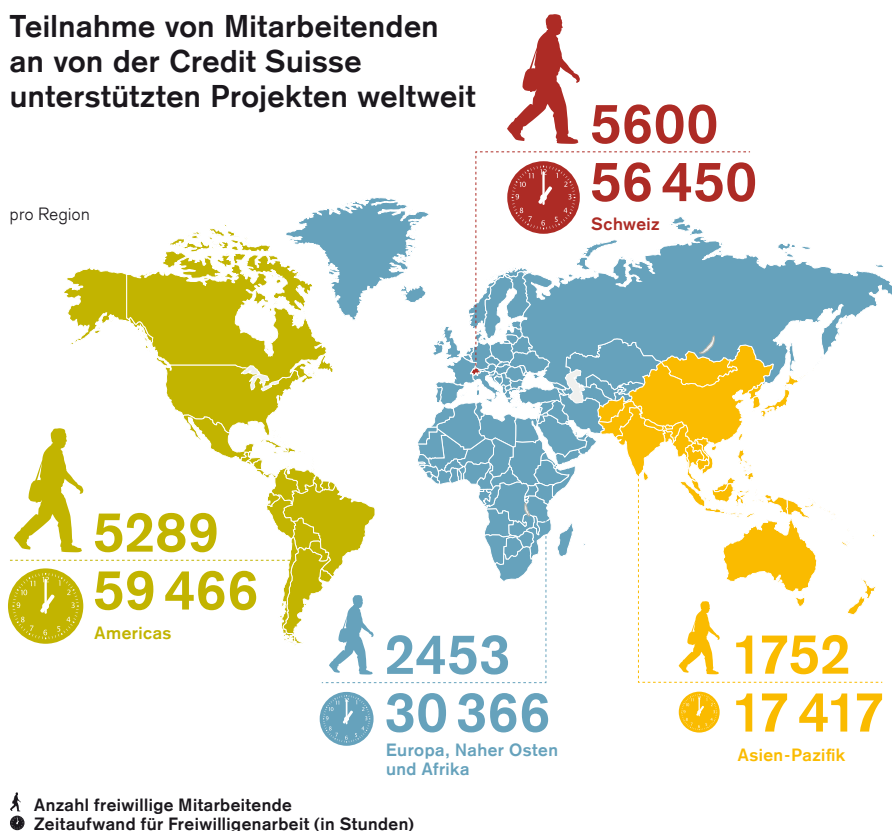 Teilnahme von Mitarbeitenden
an von der Credit Suisse
unterstützten Projekten weltweit
pro Region
5600
56 450
Schweiz
5289
59 466
Americas
2453
30 366
Europa, Naher Osten
und Afrika
1752
17 417
Asien-Pazifik
Anzahl freiwillige Mitarbeitende
Zeitaufwand für Freiwilligenarbeit (in Stunden)